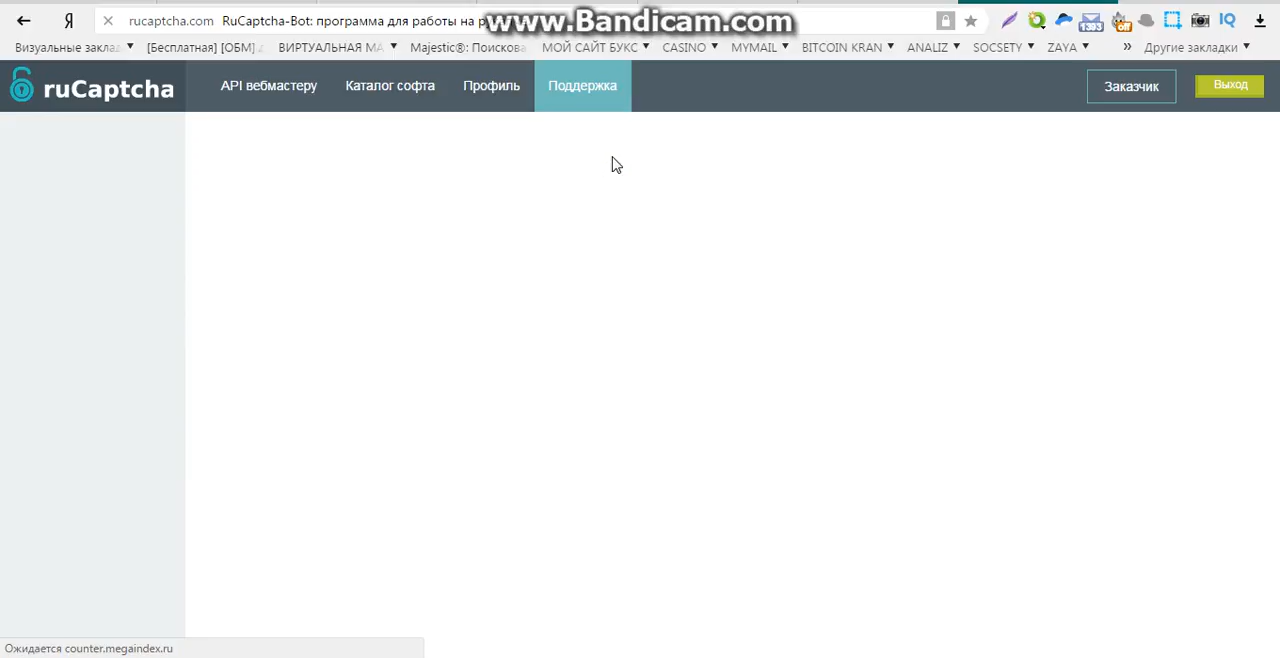 www.Bandicam.com
Я rucaptcha.com RuCaptcha-Bot: программа для работы на
Визуальные заклад [Бесплатная] [ОБМ] ВИРТУАЛЬНАЯ МА Majestic®: Поискова МОЙ САЙТ БУКС CASINO MYMAIL BITCOIN KRAN ANALIZ SOCSETY ZAYA » Другие закладки
ruCaptcha API вебмастеру Каталог софта Профиль Поддержка Заказчик Выход
Ожидается counter.megaindex.ru